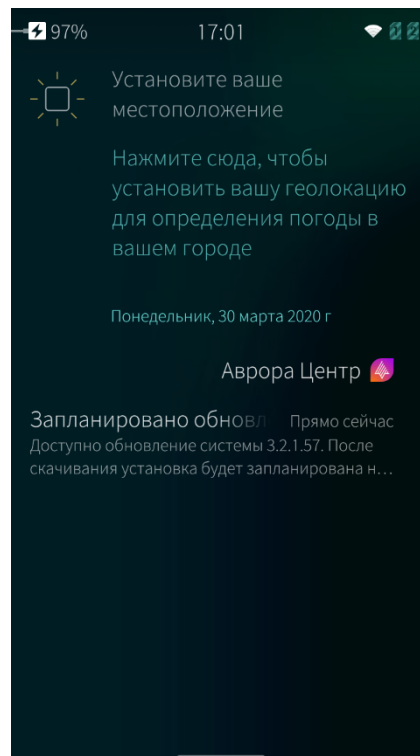 97%
17:01
Установите ваше
местоположение
Нажмите сюда, чтобы
установить вашу геолокацию
для определения погоды в
вашем городе
Понедельник, 30 марта 2020 г
Аврора Центр
Запланировано обновл Прямо сейчас
Доступно обновление системы 3.2.1.57. После
скачивания установка будет запланирована н...